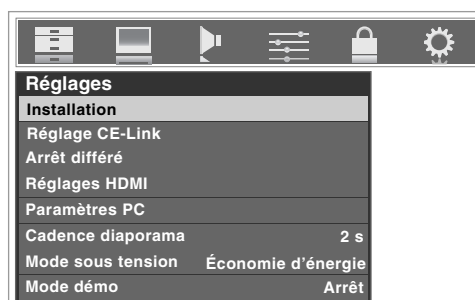 Réglages
Installation
Réglage CE-Link
Arrêt différé
Réglages HDMI
Paramètres PC
Cadence diaporama 2 s
Mode sous tension Économie d'énergie
Mode démo Arrêt